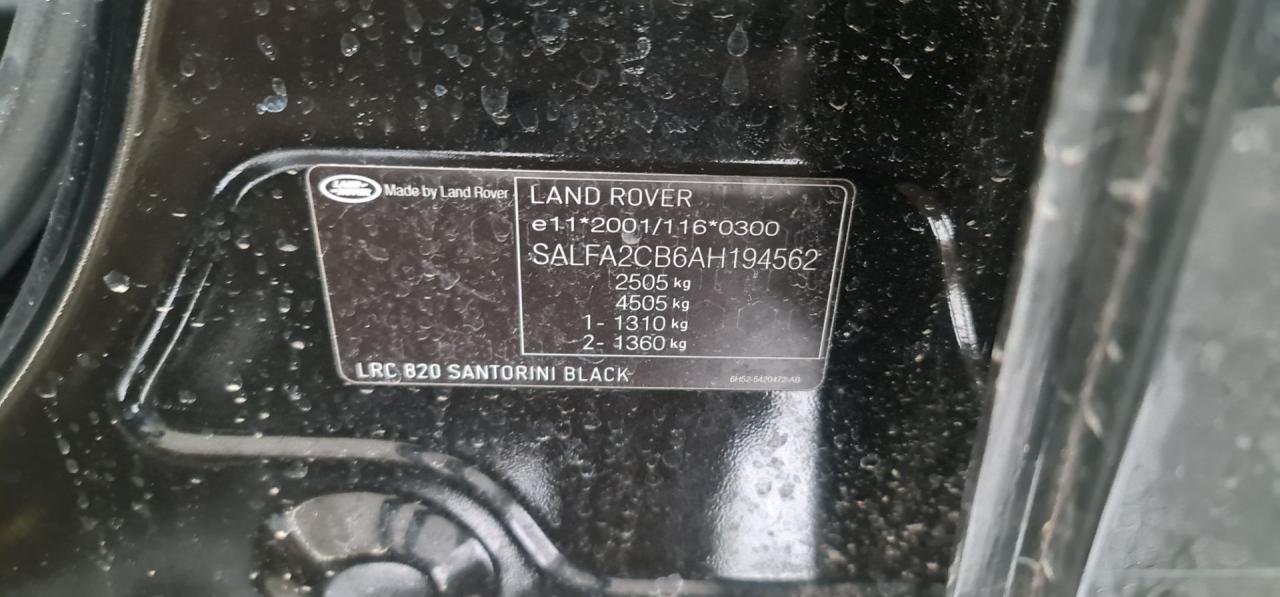 LAND ROVER
Made by Land Rover
LAND ROVER
e11*2001/116*0300
SALFA2CB6AH194562
2505 kg
4505 kg
1- 1310 kg
2- 1360 kg
LRC 820 SANTORINI BLACK
6H52-5420472-AB